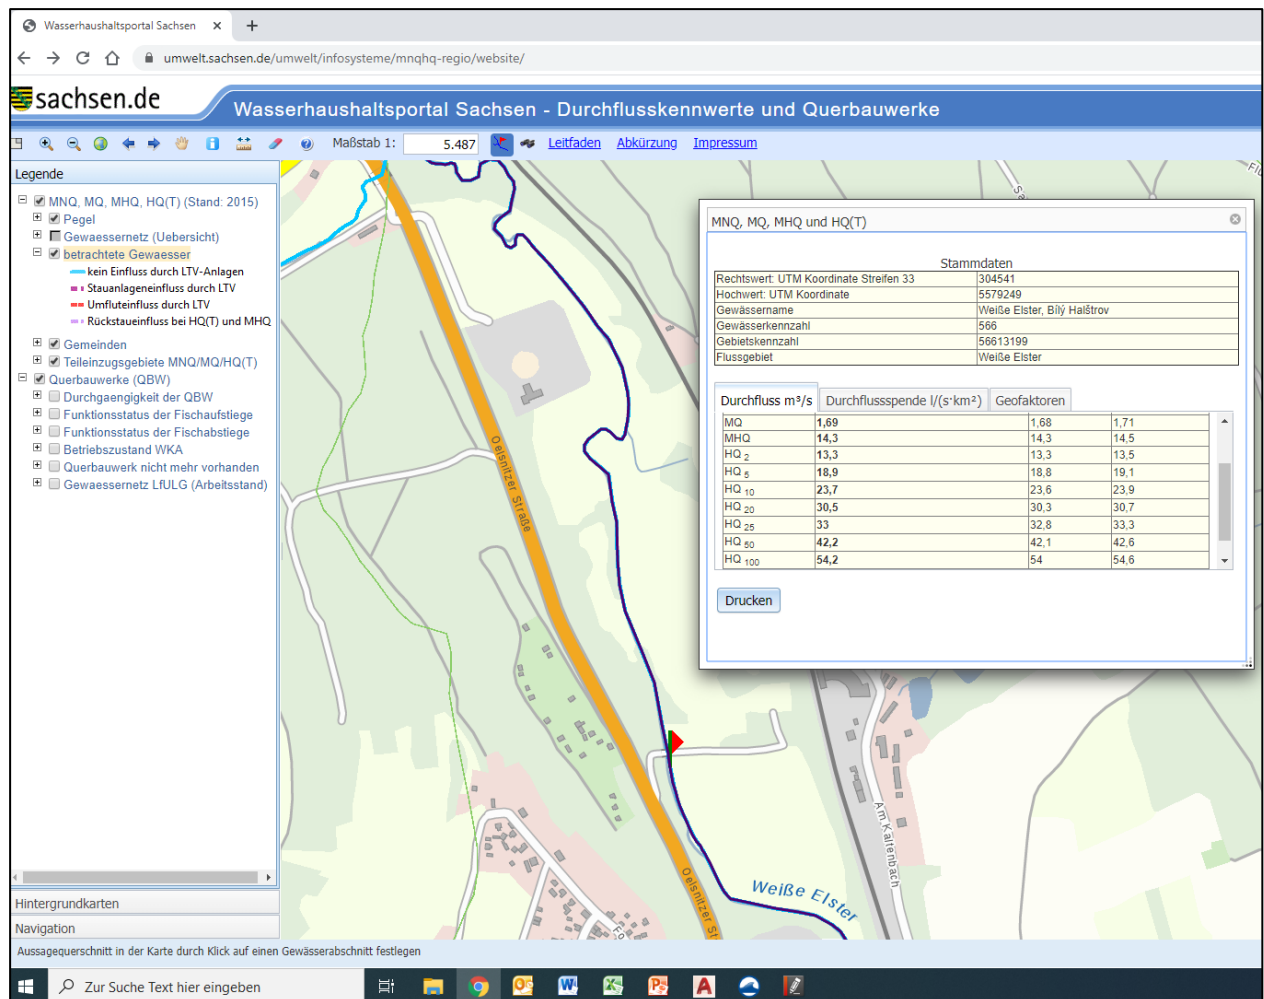 Wasserhaushaltsportal Sachsen
umwelt.sachsen.de/umwelt/infosysteme/mnqhq-regio/website/
sachsen.de
Wasserhaushaltsportal Sachsen - Durchflusskennwerte und Querbauwerke
Maßstab 1: 5.487 Leitfaden Abkürzung Impressum
Legende
MNQ, MQ, MHQ, HQ(T) (Stand: 2015)
Pegel
Gewaessernetz (Uebersicht)
betrachtete Gewaesser
kein Einfluss durch LTV-Anlagen
Stauanlageneinfluss durch LTV
Umfluteinfluss durch LTV
Rückstaueinfluss bei HQ(T) und MHQ
Gemeinden
Teileinzugsgebiete MNQ/MQ/HQ(T)
Querbauwerke (QBW)
Durchgaengigkeit der QBW
Funktionsstatus der Fischaufstiege
Funktionsstatus der Fischabstiege
Betriebszustand WKA
Querbauwerk nicht mehr vorhanden
Gewaessernetz LfULG (Arbeitsstand)
Hintergrundkarten
Navigation
Oelsnitzer Straße
Oelsnitzer St
Weiße Elster
Am Kaltenbach
MNQ, MQ, MHQ und HQ(T)
Stammdaten
Rechtswert: UTM Koordinate Streifen 33 304541
Hochwert: UTM Koordinate 5579249
Gewässername Weiße Elster, Bílý Halštrov
Gewässerkennzahl 566
Gebietskennzahl 56613199
Flussgebiet Weiße Elster
Durchfluss m³/s Durchflussspende l/(s·km²) Geofaktoren
MQ 1,69 1,68 1,71
MHQ 14,3 14,3 14,5
HQ 2 13,3 13,3 13,5
HQ 5 18,9 18,8 19,1
HQ 10 23,7 23,6 23,9
HQ 20 30,5 30,3 30,7
HQ 25 33 32,8 33,3
HQ 50 42,2 42,1 42,6
HQ 100 54,2 54 54,6
Drucken
Aussagequerschnitt in der Karte durch Klick auf einen Gewässerabschnitt festlegen
Zur Suche Text hier eingeben